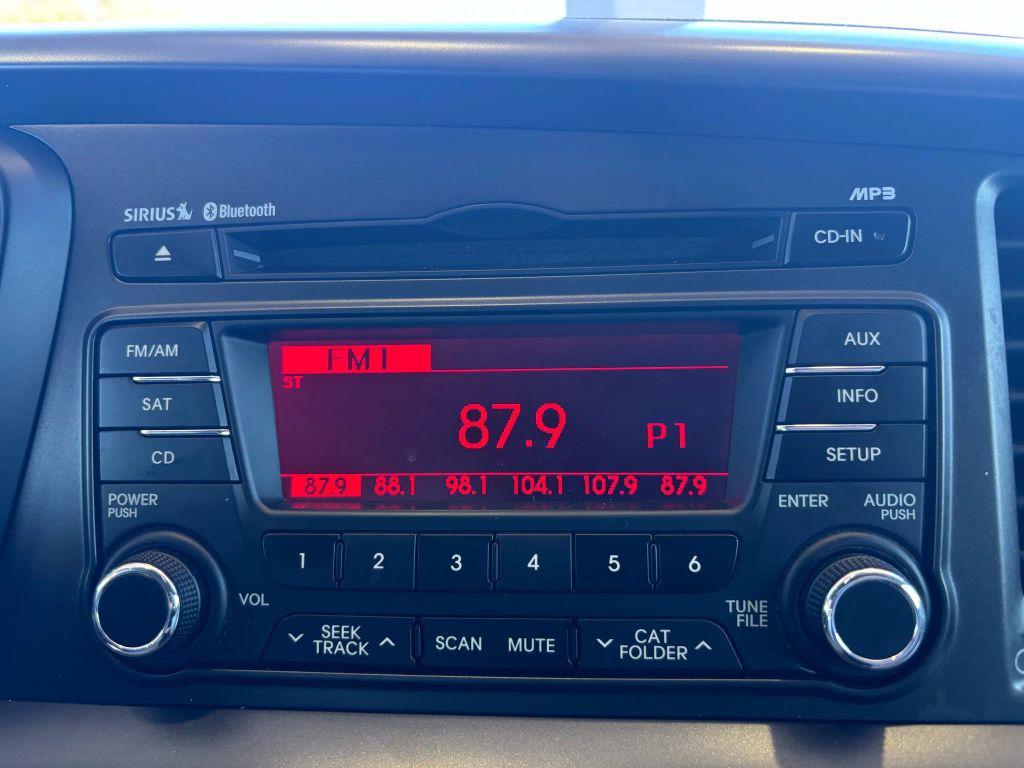 SIRIUS Bluetooth
MP3
CD-IN
FM/AM
SAT
CD
FM1
ST
87.9
P1
87.9 88.1 98.1 104.1 107.9 87.9
AUX
INFO
SETUP
POWER
PUSH
ENTER
AUDIO
PUSH
1 2 3 4 5 6
VOL
TUNE
FILE
SEEK
TRACK
SCAN MUTE
CAT
FOLDER